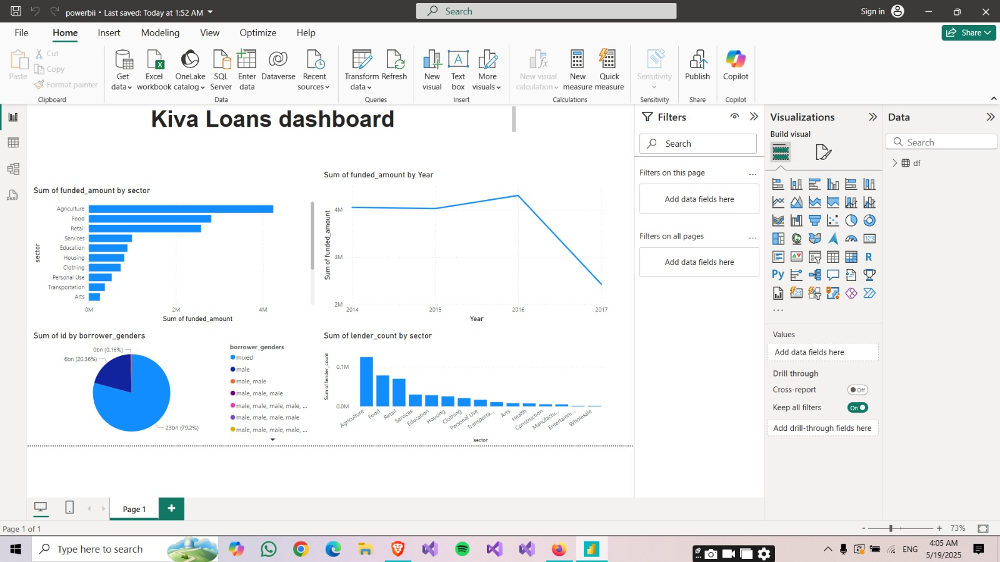 powerbii • Last saved: Today at 1:52 AM
Search
Sign in
File
Home
Insert
Modeling
View
Optimize
Help
Share
Paste
Cut
Copy
Format painter
Clipboard
Get data
Excel workbook
OneLake catalog
SQL Server
Enter data
Dataverse
Recent sources
Data
Transform data
Refresh
Queries
New visual
Text box
More visuals
Insert
New visual calculation
New measure
Quick measure
Calculations
Sensitivity
Sensitivity
Publish
Share
Copilot
Copilot
Kiva Loans dashboard
Sum of funded_amount by sector
sector
Agriculture
Food
Retail
Services
Education
Housing
Clothing
Personal Use
Transportation
Arts
0M
2M
4M
Sum of funded_amount
Sum of funded_amount by Year
Sum of funded_amount
4M
3M
2M
2014
2015
2016
2017
Year
Sum of id by borrower_genders
0bn (0.16%)
6bn (20.36%)
23bn (79.2%)
borrower_genders
mixed
male
male, male
male, male, male
male, male, male, male, ...
male, male, male, male
male, male, male, male, ...
Sum of lender_count by sector
Sum of lender_count
0.1M
0.0M
Agriculture
Food
Retail
Services
Education
Housing
Clothing
Personal Use
Transporta...
Arts
Health
Construction
Manufactu...
Entertainm...
Wholesale
sector
Filters
Search
Filters on this page
...
Add data fields here
Filters on all pages
...
Add data fields here
Visualizations
Build visual
123
R
Py
123
...
Values
Add data fields here
Drill through
Cross-report
Off
Keep all filters
On
Add drill-through fields here
Data
Search
df
DAX
Page 1
+
Page 1 of 1
-
+
73%
Type here to search
ENG
4:05 AM
5/19/2025